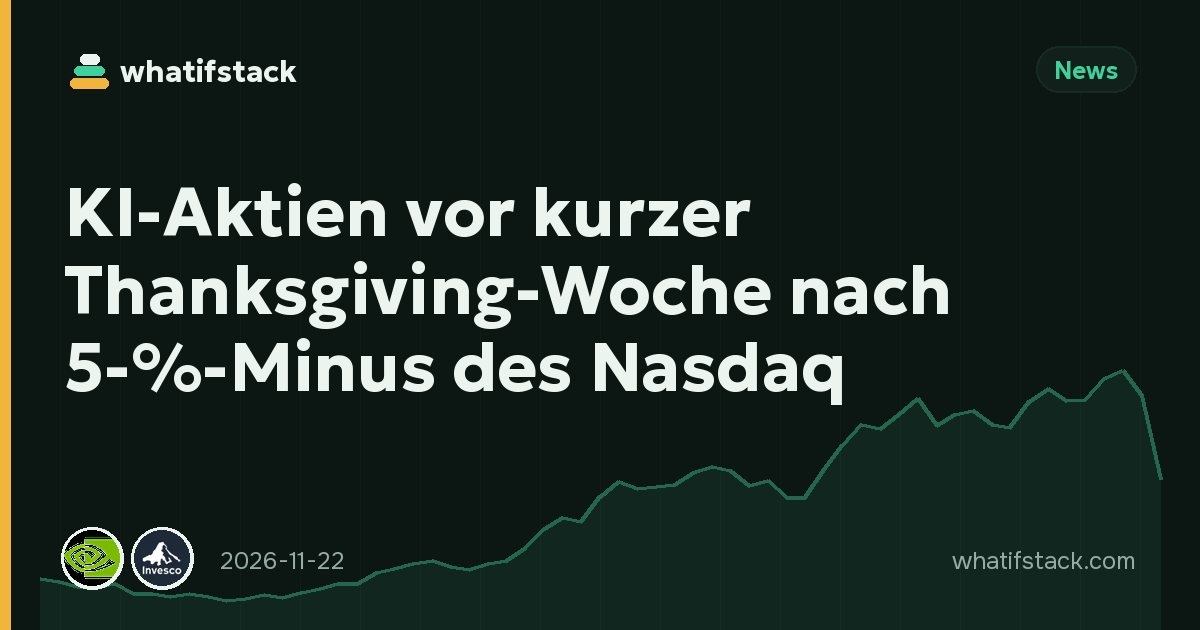 whatifstack
News
KI-Aktien vor kurzer
Thanksgiving-Woche nach
5-%-Minus des Nasdaq
Invesco
2026-11-22
whatifstack.com